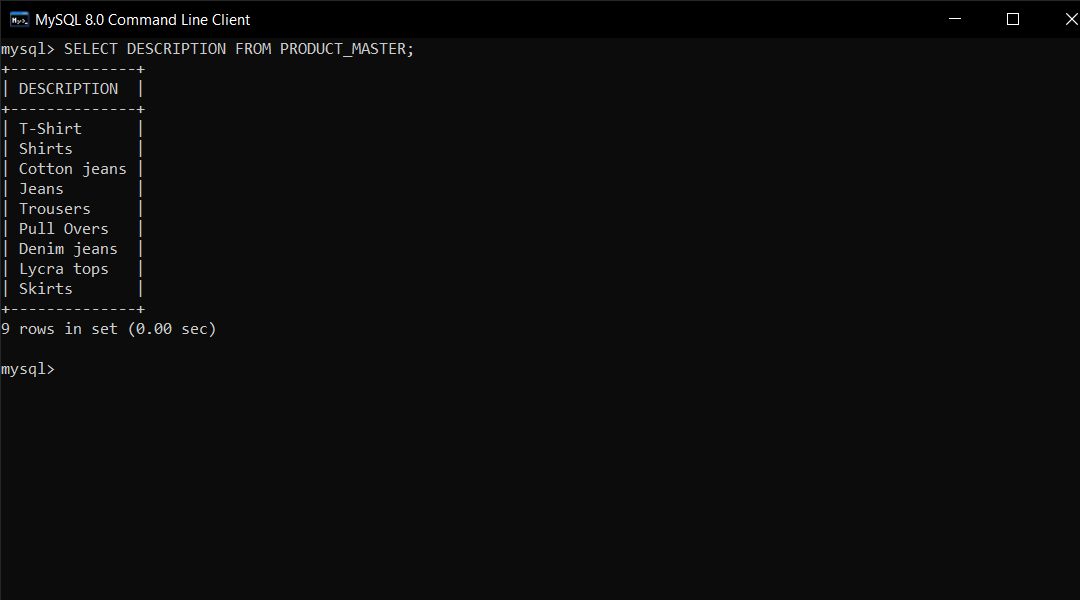 MySQL 8.0 Command Line Client
mysql> SELECT DESCRIPTION FROM PRODUCT_MASTER;
+--------------+
| DESCRIPTION  |
+--------------+
| T-Shirt      |
| Shirts       |
| Cotton jeans |
| Jeans        |
| Trousers     |
| Pull Overs   |
| Denim jeans  |
| Lycra tops   |
| Skirts       |
+--------------+
9 rows in set (0.00 sec)
mysql>